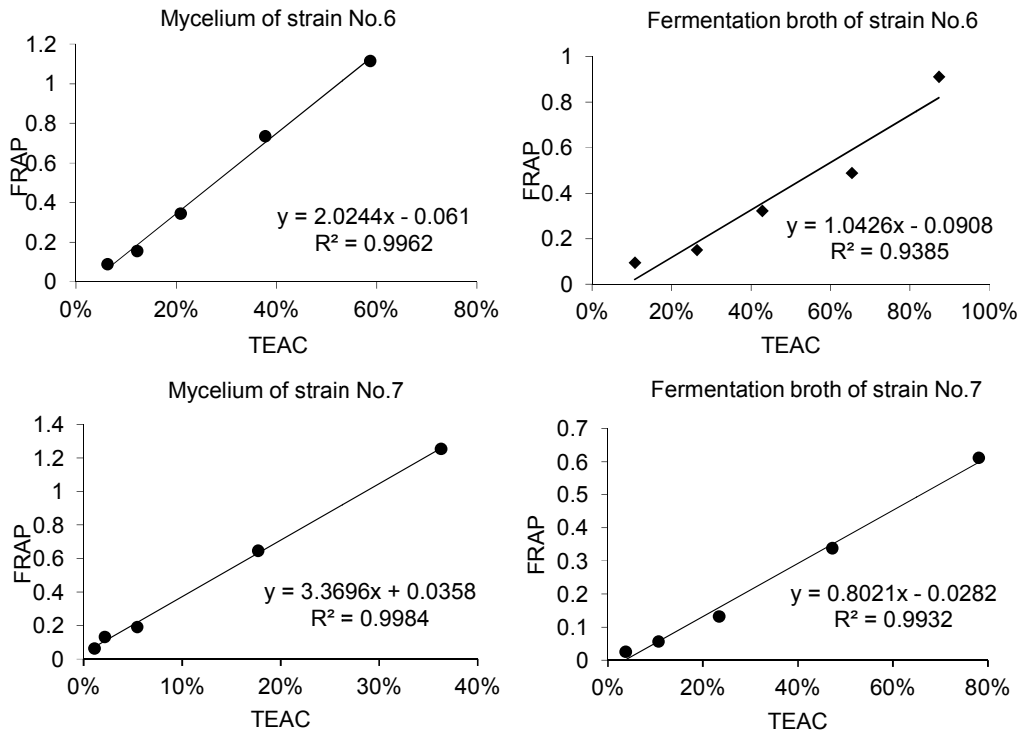 Mycelium of strain No.6
1.2
1
0.8
0.6
0.4
0.2
0
FRAP
y = 2.0244x - 0.061
R² = 0.9962
0% 20% 40% 60% 80%
TEAC
Fermentation broth of strain No.6
1
0.8
0.6
0.4
0.2
0
FRAP
y = 1.0426x - 0.0908
R² = 0.9385
0% 20% 40% 60% 80% 100%
TEAC
Mycelium of strain No.7
1.4
1.2
1
0.8
0.6
0.4
0.2
0
FRAP
y = 3.3696x + 0.0358
R² = 0.9984
0% 10% 20% 30% 40%
TEAC
Fermentation broth of strain No.7
0.7
0.6
0.5
0.4
0.3
0.2
0.1
0
FRAP
y = 0.8021x - 0.0282
R² = 0.9932
0% 20% 40% 60% 80%
TEAC